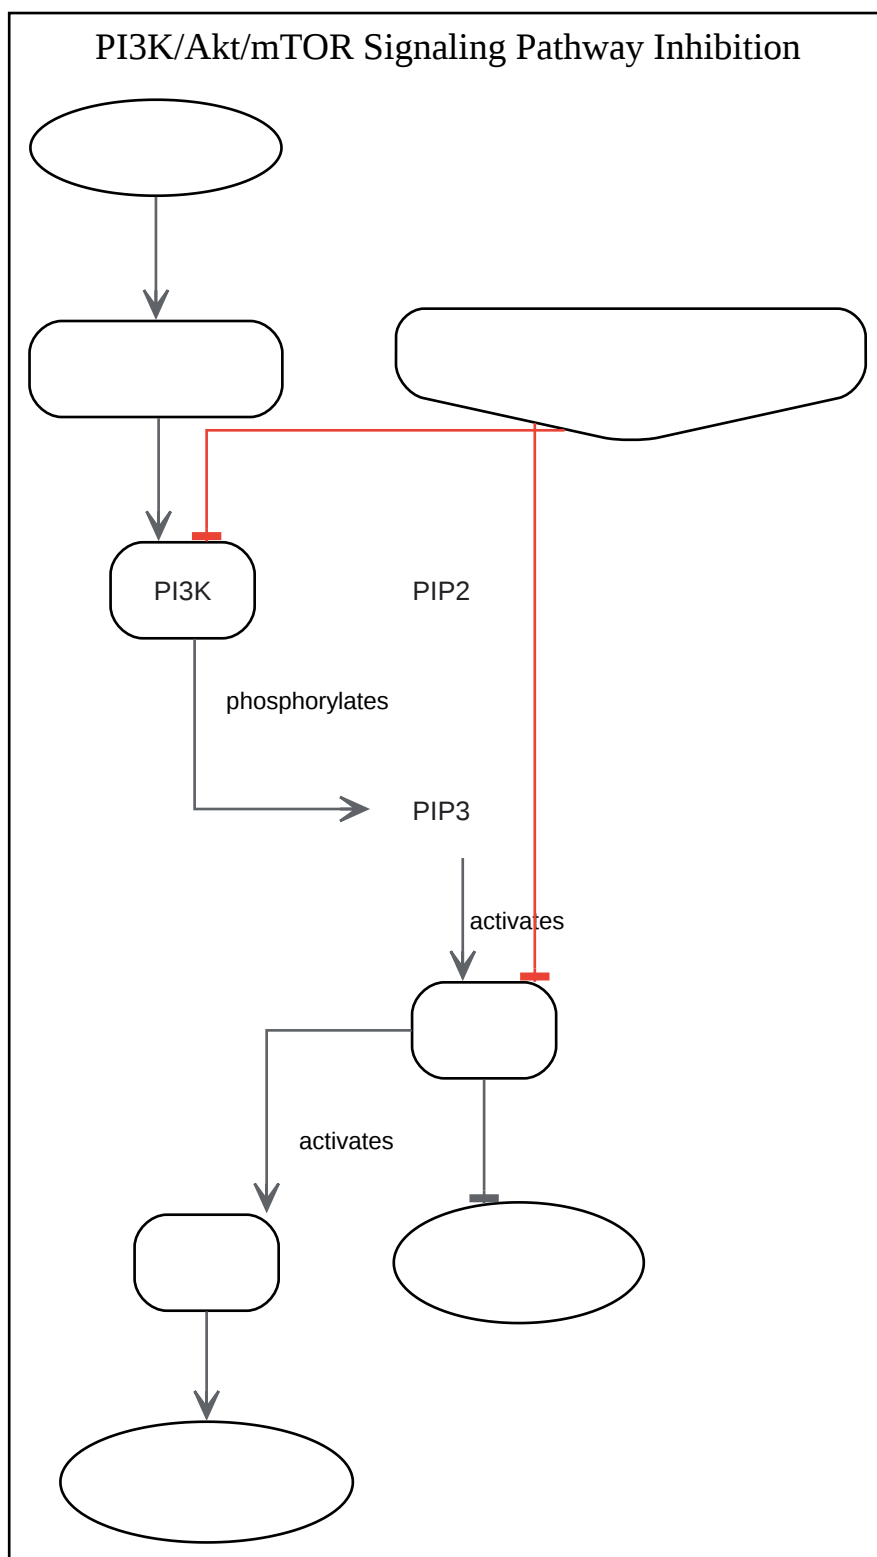 PI3K/Akt/mTOR Signaling Pathway Inhibition
PI3K
PIP2
phosphorylates
PIP3
activates
activates